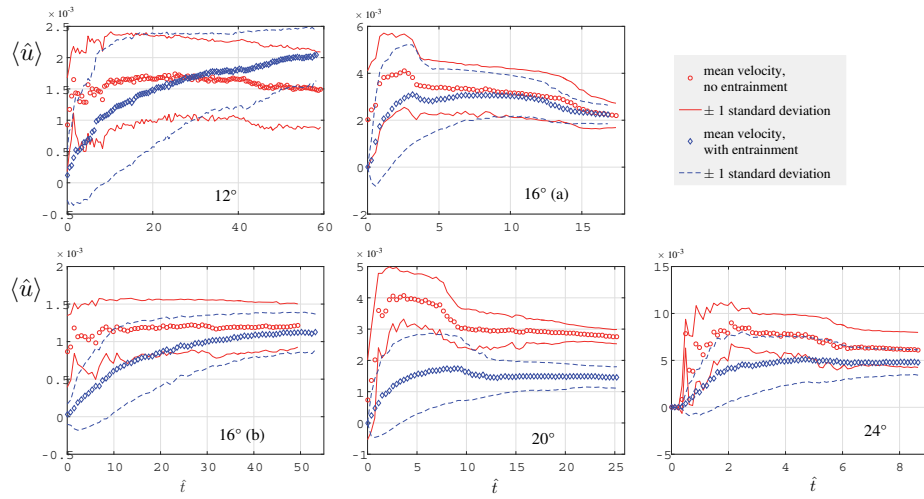 × 10⁻³
⟨û⟩
2.5
2
1.5
1
0.5
0
-0.5
0 20 40 60
12°
× 10⁻³
6
4
2
0
-2
0 5 10 15
16° (a)
mean velocity,
no entrainment
± 1 standard deviation
mean velocity,
with entrainment
± 1 standard deviation
× 10⁻³
⟨û⟩
2
1.5
1
0.5
0
-0.5
0 10 20 30 40 50 60
16° (b)
t̂
× 10⁻³
5
4
3
2
1
0
-1
0 5 10 15 20 25
20°
t̂
× 10⁻³
15
10
5
0
-5
0 2 4 6 8
24°
t̂